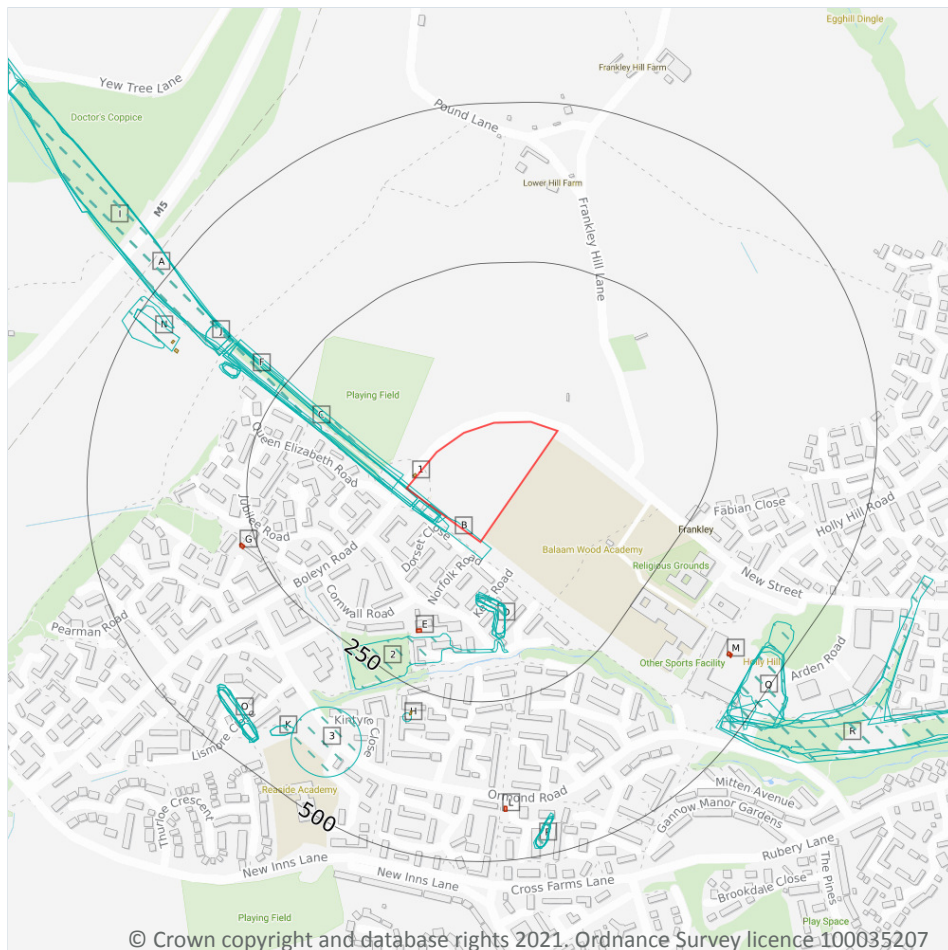 Egghill Dingle
Frankley Hill Farm
Yew Tree Lane
Doctor's Coppice
Pound Lane
Lower Hill Farm
I
M5
Frankley Hill Lane
A
N
J
F
Playing Field
C
Queen Elizabeth Road
1
Jubilee Road
G
B
Dorset Close
Fabian Close
Holly Hill Road
Frankley
Balaam Wood Academy
Religious Grounds
Boleyn Road
Norfolk Road
New Street
Cornwall Road
Pearman Road
E
250
2
M
Other Sports Facility
Holly Hill
Arden Road
Q
O
H
K
Kintyre Close
3
R
Lismore Close
Reaside Academy
Mitten Avenue
Ormond Road
L
Gannow Manor Gardens
Thurloe Crescent
500
New Inns Lane
Rubery Lane
New Inns Lane
Cross Farms Lane
The Pines
Brookdale Close
Playing Field
Play Space
© Crown copyright and database rights 2021. Ordnance Survey licence 100035207